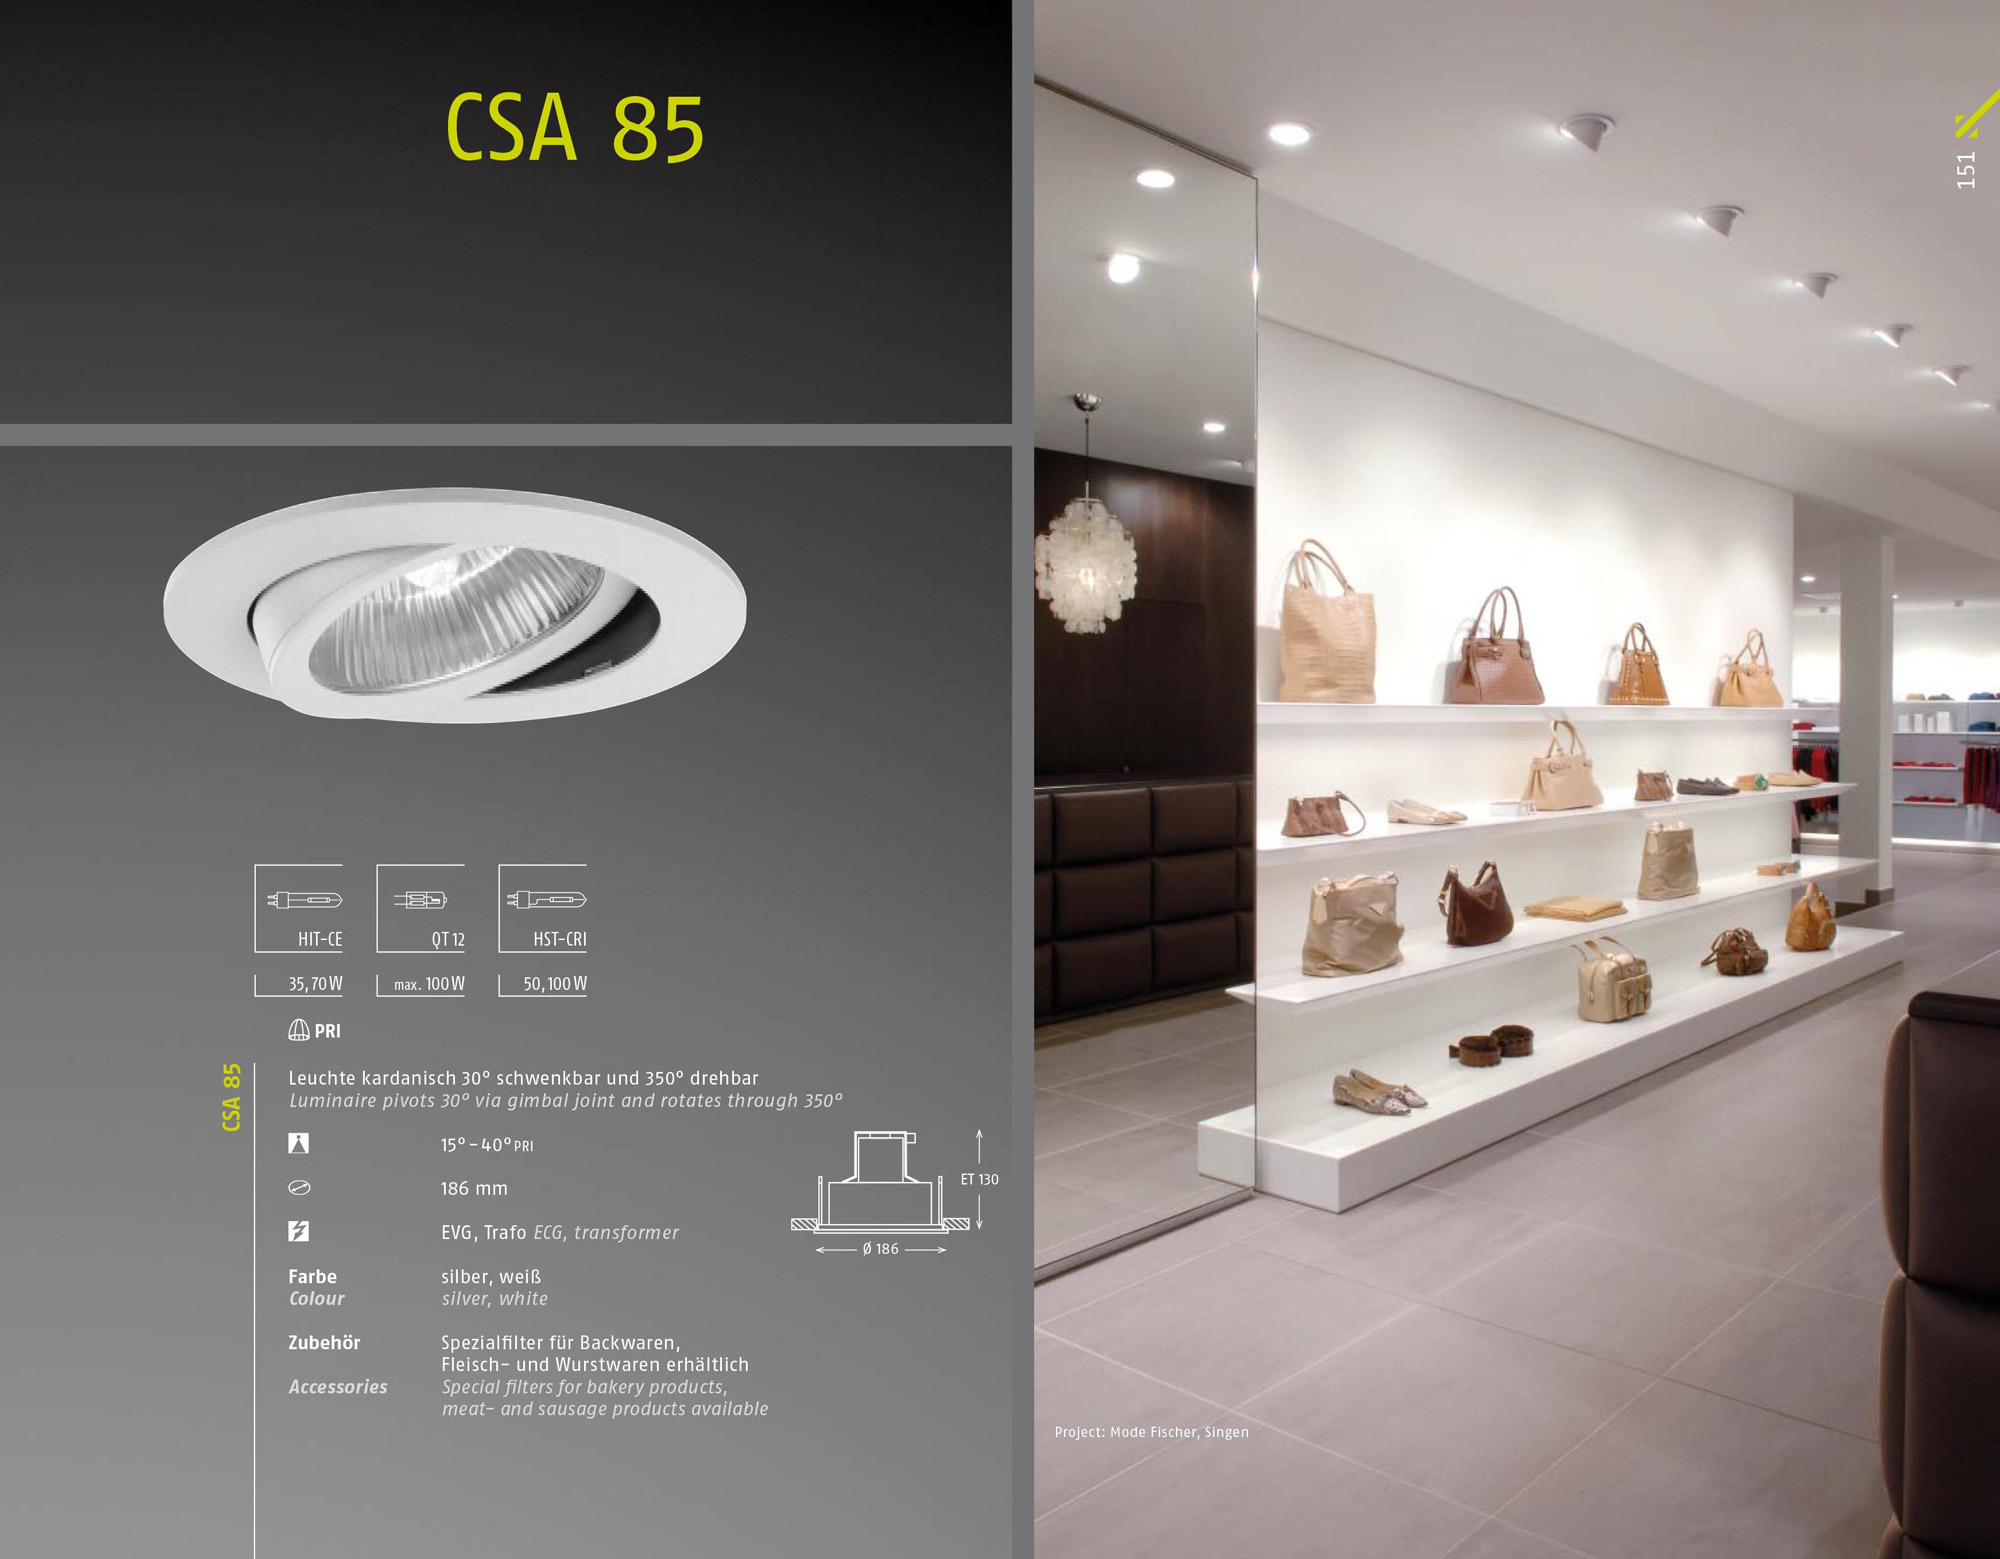 CSA 85
151
HIT-CE
QT 12
HST-CRI
35, 70 W
max. 100 W
50, 100 W
PRI
CSA 85
Leuchte kardanisch 30° schwenkbar und 350° drehbar
Luminaire pivots 30° via gimbal joint and rotates through 350°
15° – 40° PRI
186 mm
EVG, Trafo ECG, transformer
ET 130
Ø 186
Farbe silber, weiß
Colour silver, white
Zubehör Spezialfilter für Backwaren,
Fleisch- und Wurstwaren erhältlich
Accessories Special filters for bakery products,
meat- and sausage products available
Project: Mode Fischer, Singen